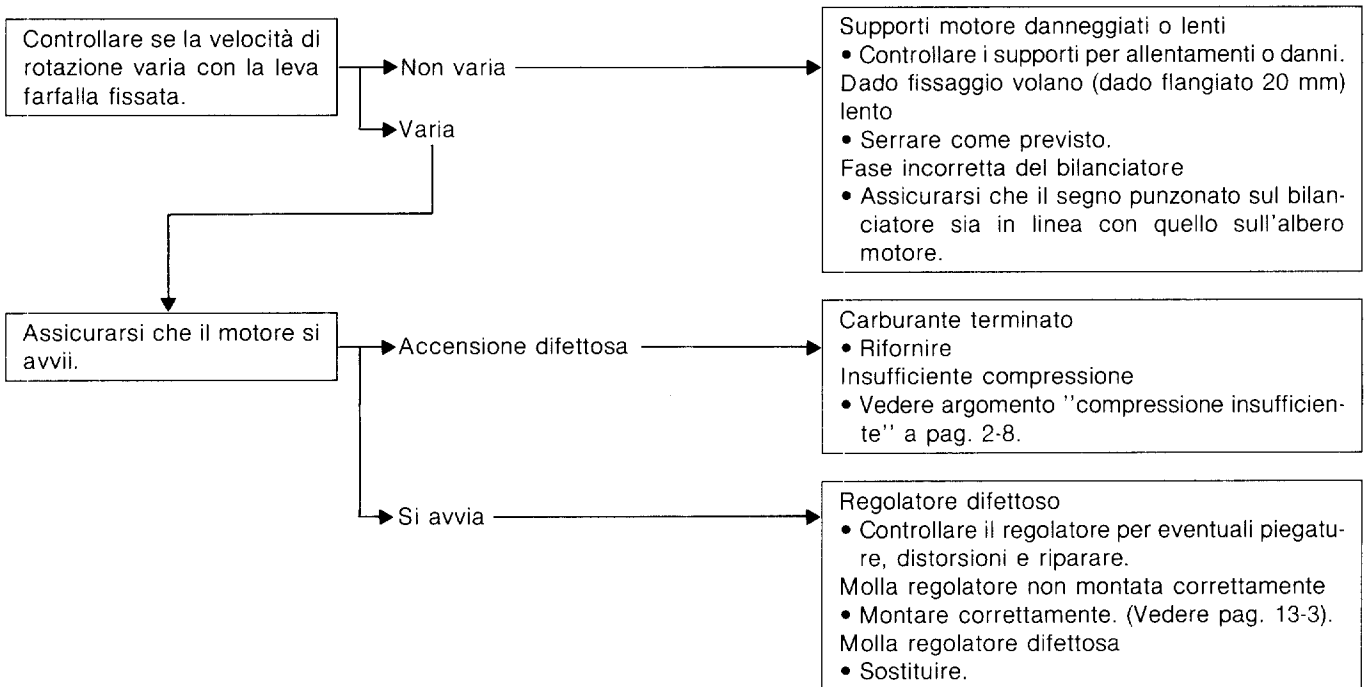 Controllare se la velocità di
rotazione varia con la leva
farfalla fissata.
Non varia
Varia
Supporti motore danneggiati o lenti
• Controllare i supporti per allentamenti o danni.
Dado fissaggio volano (dado flangiato 20 mm)
lento
• Serrare come previsto.
Fase incorretta del bilanciatore
• Assicurarsi che il segno punzonato sul bilan-
ciatore sia in linea con quello sull'albero
motore.
Assicurarsi che il motore si
avvii.
Accensione difettosa
Carburante terminato
• Rifornire
Insufficiente compressione
• Vedere argomento ''compressione insufficien-
te'' a pag. 2-8.
Si avvia
Regolatore difettoso
• Controllare il regolatore per eventuali piegatu-
re, distorsioni e riparare.
Molla regolatore non montata correttamente
• Montare correttamente. (Vedere pag. 13-3).
Molla regolatore difettosa
• Sostituire.